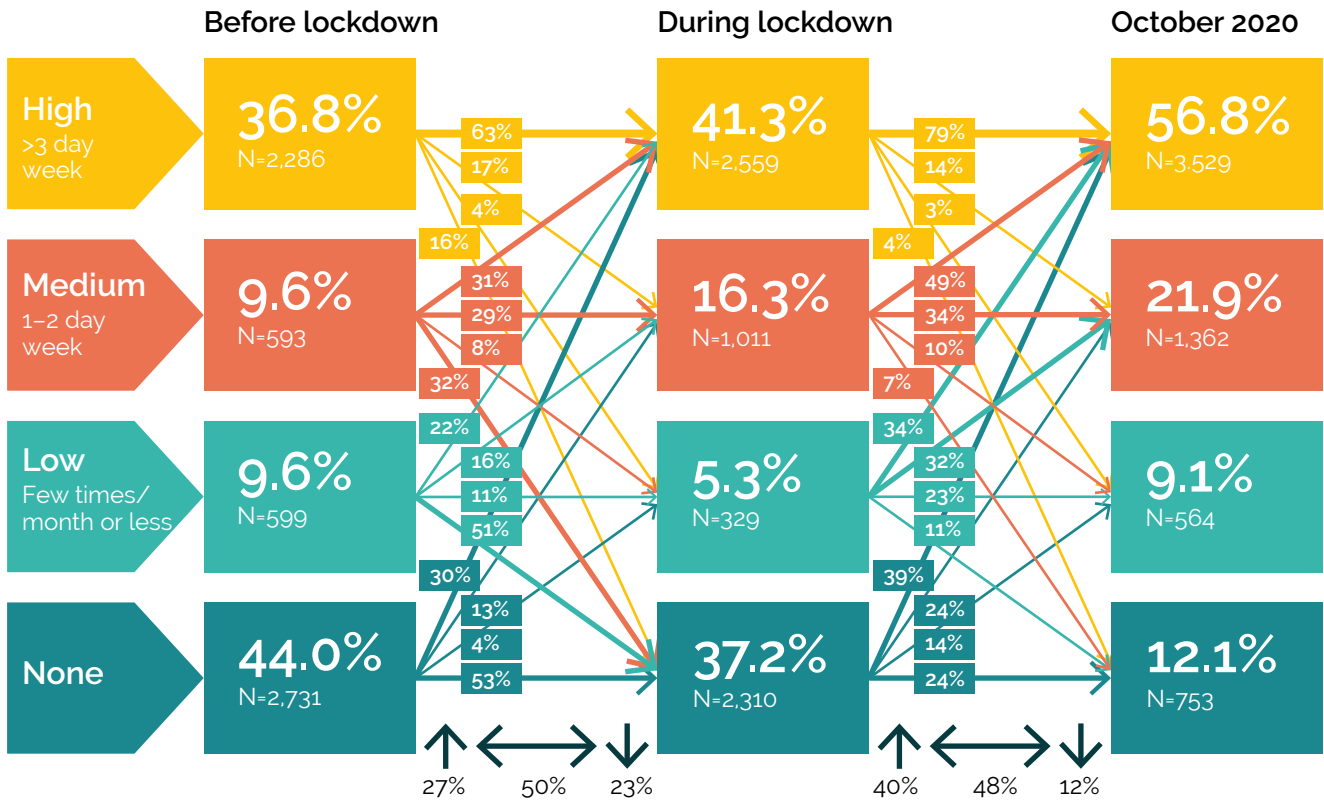 Before lockdown
During lockdown
October 2020
High
>3 day
week
36.8%
N=2,286
63%
17%
4%
16%
41.3%
N=2,559
79%
14%
3%
4%
56.8%
N=3,529
Medium
1–2 day
week
9.6%
N=593
31%
29%
8%
32%
16.3%
N=1,011
49%
34%
10%
7%
21.9%
N=1,362
Low
Few times/
month or less
9.6%
N=599
22%
16%
11%
51%
5.3%
N=329
34%
32%
23%
11%
9.1%
N=564
None
44.0%
N=2,731
30%
13%
4%
53%
37.2%
N=2,310
39%
24%
14%
24%
12.1%
N=753
27%
50%
23%
40%
48%
12%